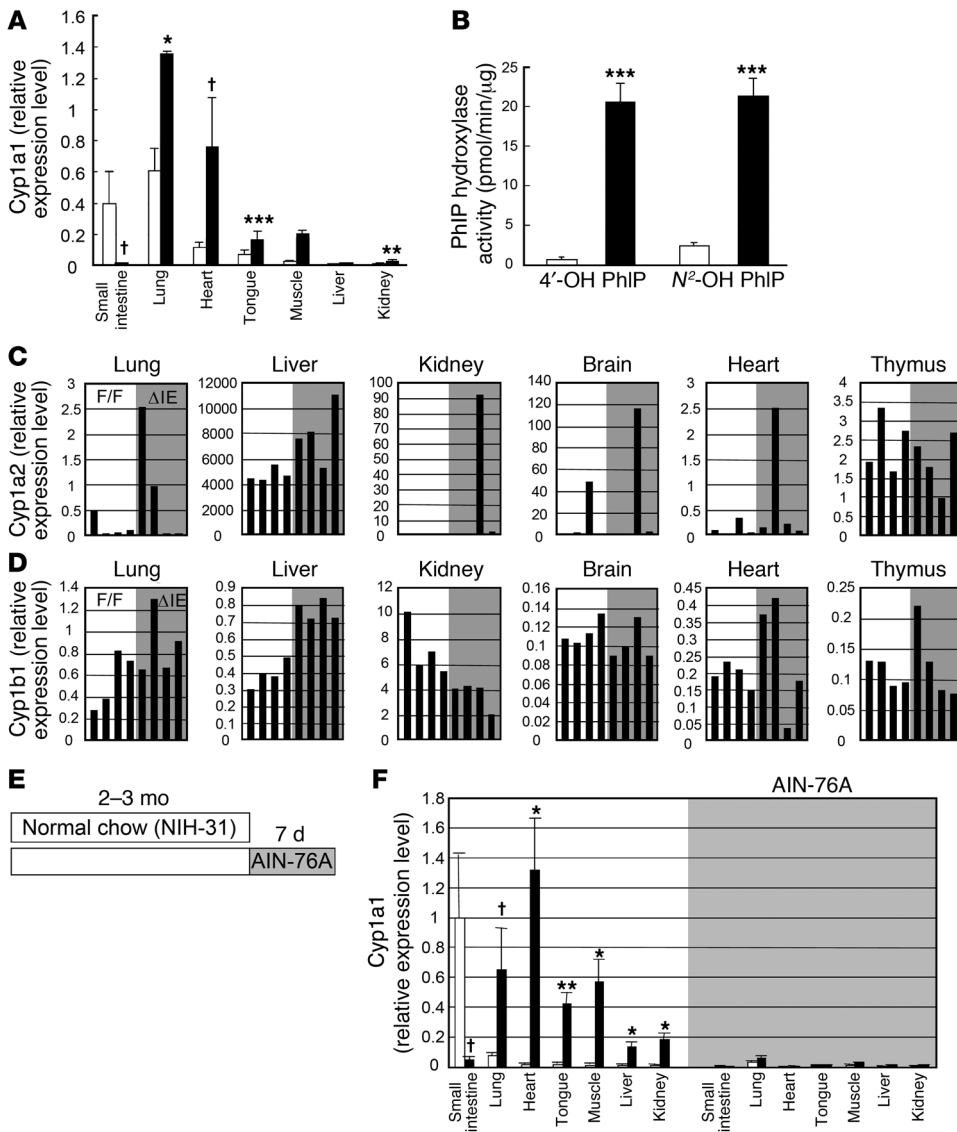 A
Cyp1a1 (relative
expression level)
1.6
1.4
1.2
1
0.8
0.6
0.4
0.2
0
†
*
†
***
**
Small
intestine
Lung
Heart
Tongue
Muscle
Liver
Kidney
B
PhIP hydroxylase
activity (pmol/min/μg)
30
25
20
15
10
5
0
***
***
4′-OH PhIP
N²-OH PhIP
C
Cyp1a2 (relative
expression level)
Lung
F/F
ΔIE
3
2.5
2
1.5
1
0.5
0
Liver
12000
10000
8000
6000
4000
2000
0
Kidney
100
90
80
70
60
50
40
30
20
10
0
Brain
140
120
100
80
60
40
20
0
Heart
3
2.5
2
1.5
1
0.5
0
Thymus
4
3.5
3
2.5
2
1.5
1
0.5
0
D
Cyp1b1 (relative
expression level)
Lung
F/F
ΔIE
1.4
1.2
1.0
0.8
0.6
0.4
0.2
0
Liver
0.9
0.8
0.7
0.6
0.5
0.4
0.3
0.2
0.1
0
Kidney
12
10
8
6
4
2
0
Brain
0.16
0.14
0.12
0.1
0.08
0.06
0.04
0.02
0
Heart
0.45
0.4
0.35
0.3
0.25
0.2
0.15
0.1
0.05
0
Thymus
0.25
0.2
0.15
0.1
0.05
0
E
2–3 mo
Normal chow (NIH-31)
7 d
AIN-76A
F
AIN-76A
Cyp1a1
(relative expression level)
1.8
1.6
1.4
1.2
1
0.8
0.6
0.4
0.2
0
†
†
*
**
*
*
*
Small
intestine
Lung
Heart
Tongue
Muscle
Liver
Kidney
Small
intestine
Lung
Heart
Tongue
Muscle
Liver
Kidney